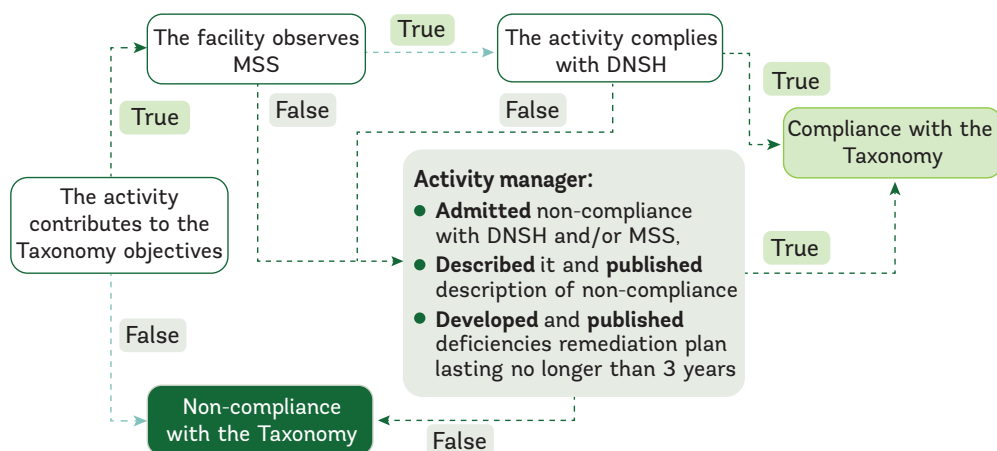 The facility observes
MSS
True
The activity complies
with DNSH
True
False
False
True
Compliance with the
Taxonomy
The activity
contributes to the
Taxonomy objectives
Activity manager:
Admitted non-compliance
with DNSH and/or MSS,
Described it and published
description of non-compliance
Developed and published
deficiencies remediation plan
lasting no longer than 3 years
True
False
Non-compliance
with the Taxonomy
False